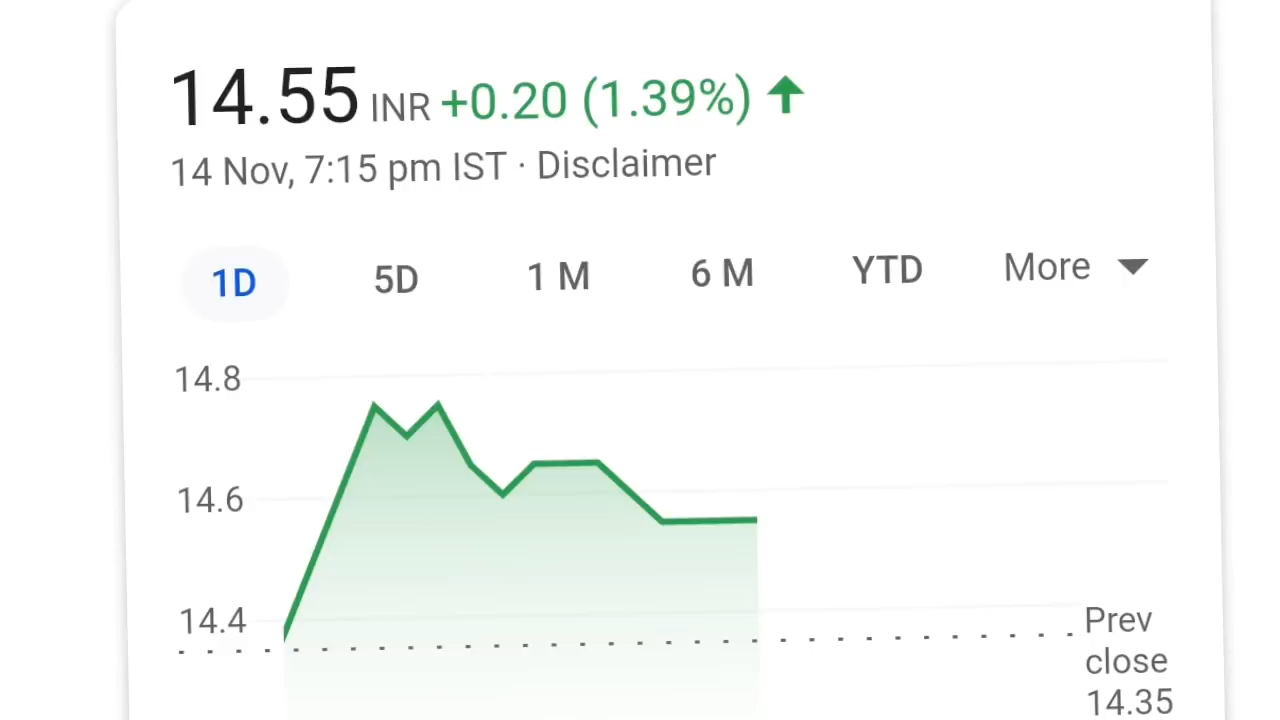 14.55 INR +0.20 (1.39%)
14 Nov, 7:15 pm IST · Disclaimer
1D 5D 1 M 6 M YTD More
14.8
14.6
14.4
Prev
close
14.35